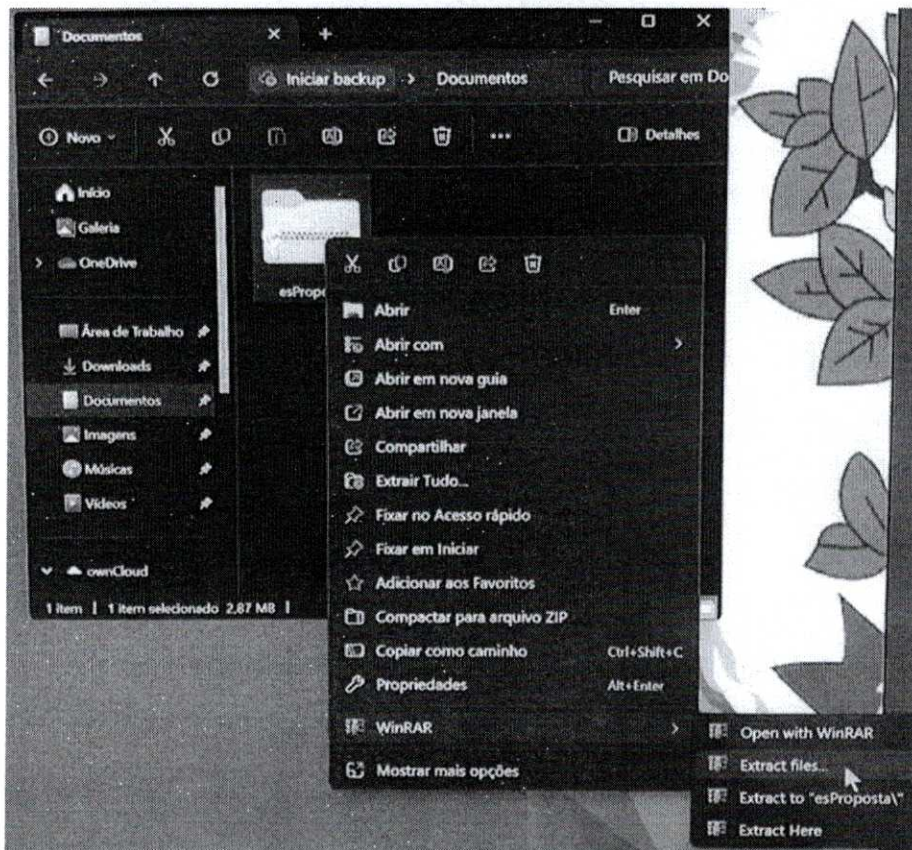 Documentos
Iniciar backup > Documentos
Pesquisar em Do
Novo
Detalhes
Início
Galeria
OneDrive
Área de Trabalho
Downloads
Documentos
Imagens
Músicas
Vídeos
ownCloud
1 item | 1 item selecionado 2,87 MB |
esPropo
Abrir Enter
Abrir com
Abrir em nova guia
Abrir em nova janela
Compartilhar
Extrair Tudo...
Fixar no Acesso rápido
Fixar em Iniciar
Adicionar aos Favoritos
Compactar para arquivo ZIP
Copiar como caminho Ctrl+Shift+C
Propriedades Alt+Enter
WinRAR
Mostrar mais opções
Open with WinRAR
Extract files...
Extract to "esProposta\"
Extract Here